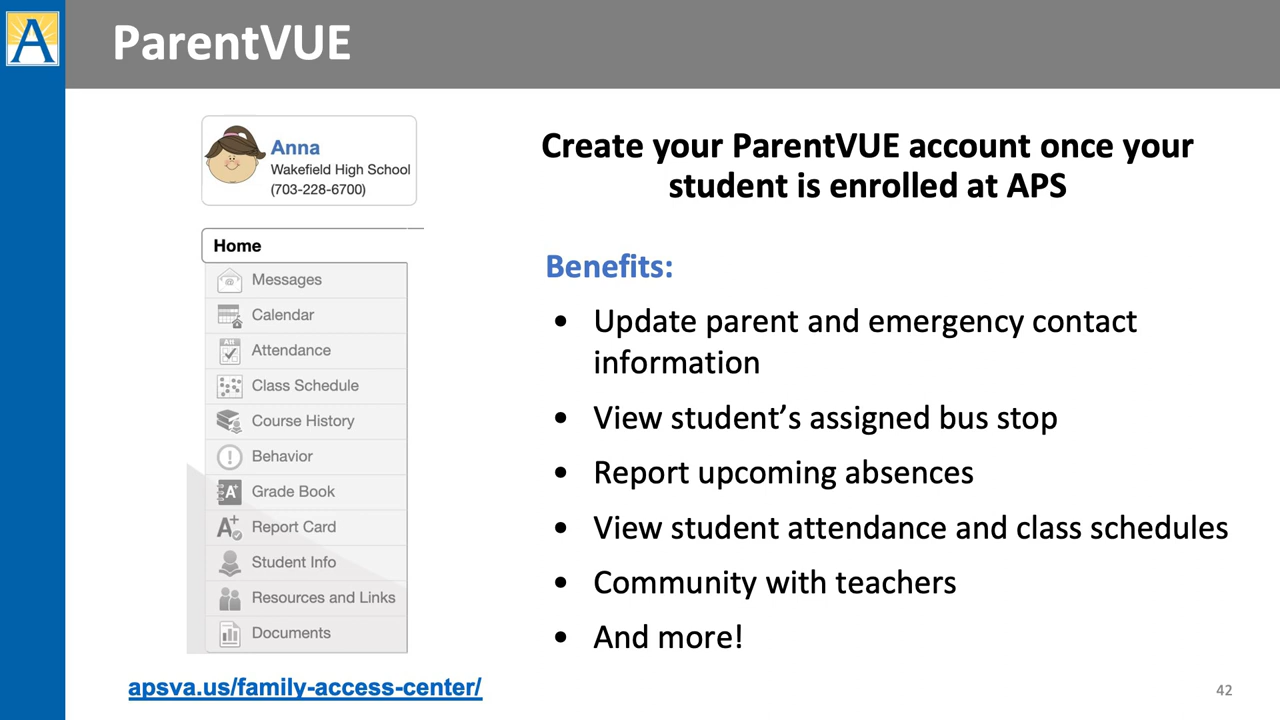 A
ParentVUE
Anna
Wakefield High School
(703-228-6700)
Home
Messages
Calendar
Att
Attendance
Class Schedule
Course History
Behavior
A+
Grade Book
A+
Report Card
Student Info
Resources and Links
Documents
apsva.us/family-access-center/
Create your ParentVUE account once your
student is enrolled at APS
Benefits:
• Update parent and emergency contact
information
• View student’s assigned bus stop
• Report upcoming absences
• View student attendance and class schedules
• Community with teachers
• And more!
42